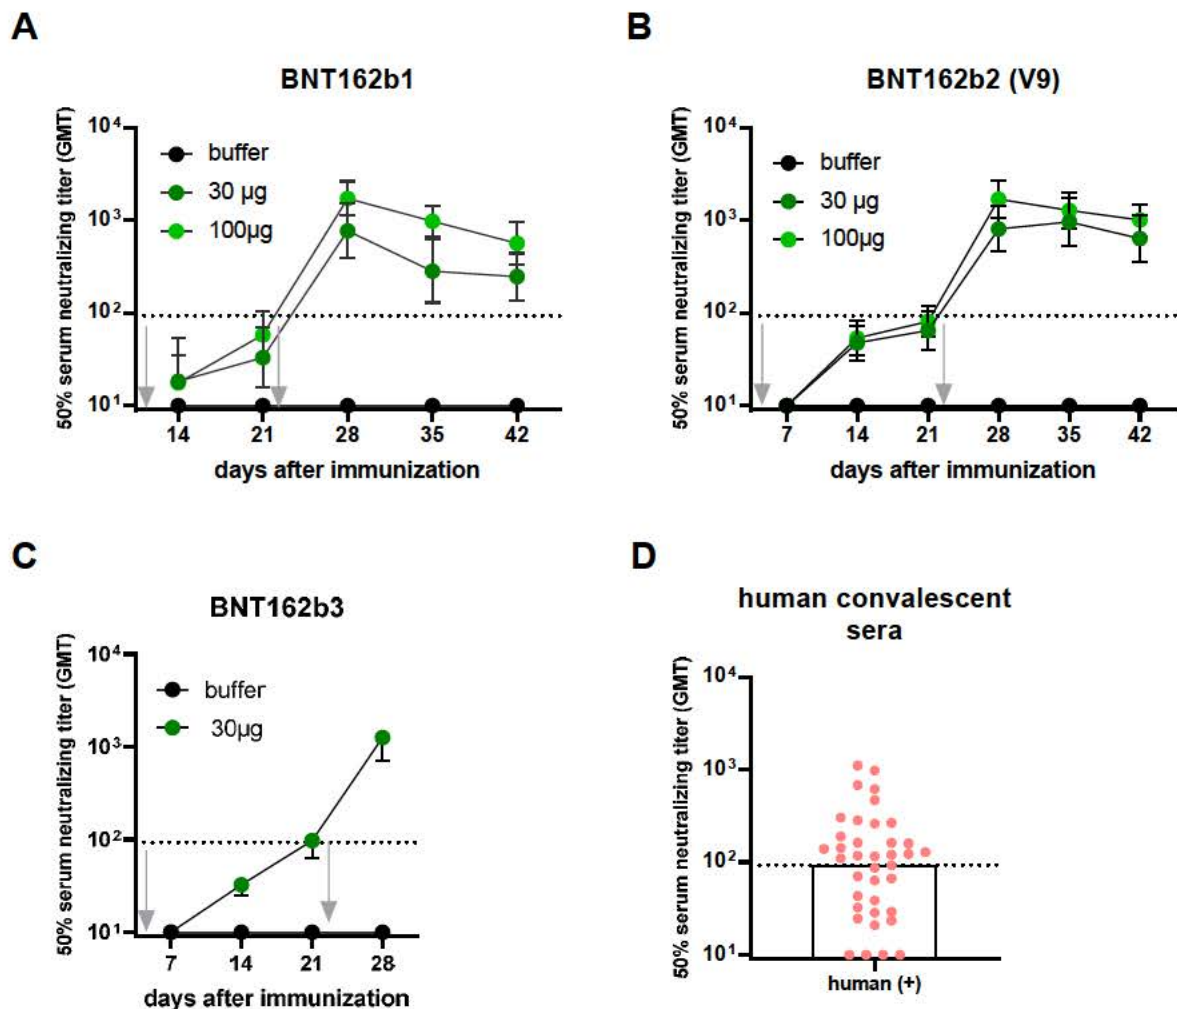 A
BNT162b1
50% serum neutralizing titer (GMT)
10⁴
10³
10²
10¹
buffer
30 µg
100µg
14 21 28 35 42
days after immunization
B
BNT162b2 (V9)
50% serum neutralizing titer (GMT)
10⁴
10³
10²
10¹
buffer
30 µg
100µg
7 14 21 28 35 42
days after immunization
C
BNT162b3
50% serum neutralizing titer (GMT)
10⁴
10³
10²
10¹
buffer
30µg
7 14 21 28
days after immunization
D
human convalescent
sera
50% serum neutralizing titer (GMT)
10⁴
10³
10²
10¹
human (+)